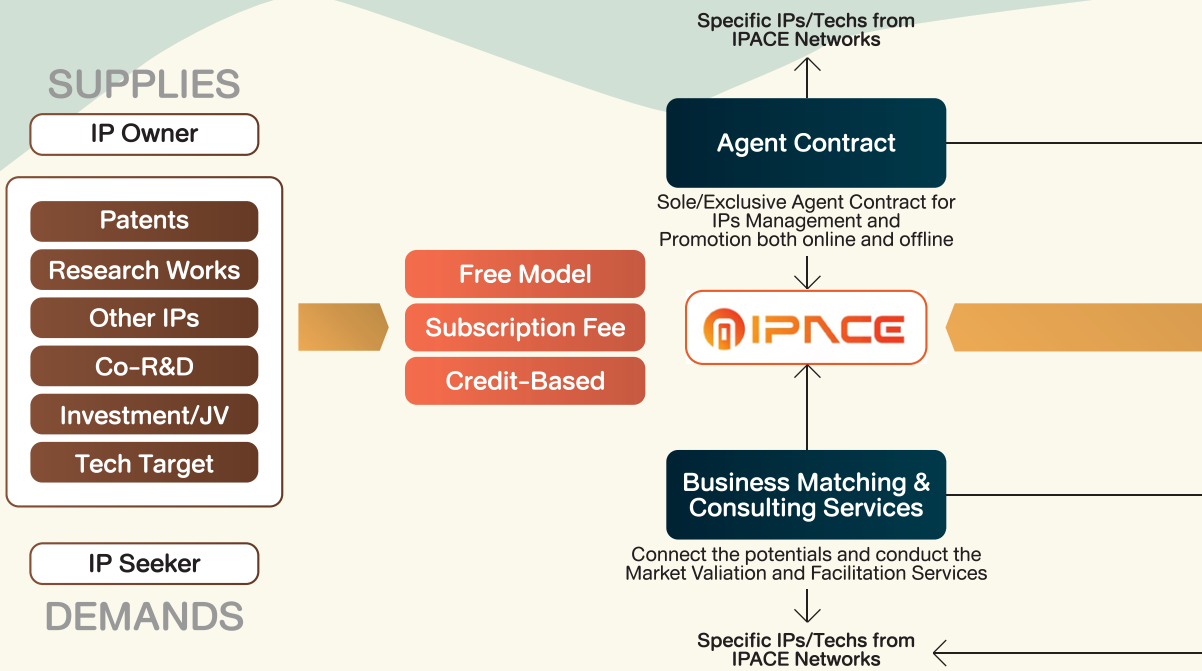 SUPPLIES
IP Owner
Patents
Research Works
Other IPs
Co-R&D
Investment/JV
Tech Target
IP Seeker
DEMANDS
Free Model
Subscription Fee
Credit-Based
Specific IPs/Techs from
IPACE Networks
Agent Contract
Sole/Exclusive Agent Contract for
IPs Management and
Promotion both online and offline
IPACE
Business Matching &
Consulting Services
Connect the potentials and conduct the
Market Valiation and Facilitation Services
Specific IPs/Techs from
IPACE Networks